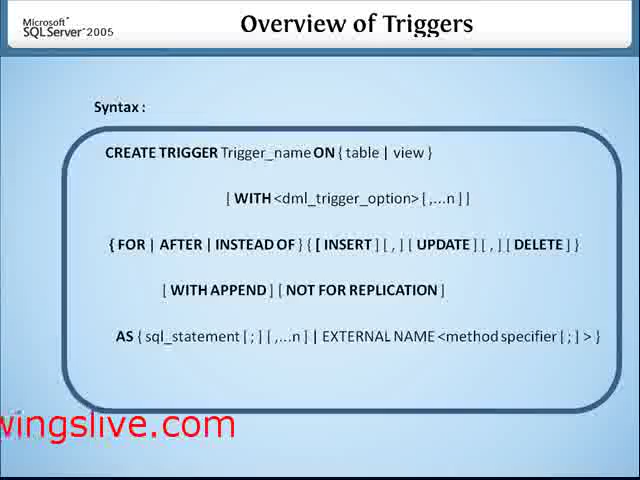 Microsoft
SQL Server 2005
Overview of Triggers
Syntax :
CREATE TRIGGER Trigger_name ON { table | view }
[ WITH <dml_trigger_option> [ ,...n ] ]
{ FOR | AFTER | INSTEAD OF } { [ INSERT ] [ , ] [ UPDATE ] [ , ] [ DELETE ] }
[ WITH APPEND ] [ NOT FOR REPLICATION ]
AS { sql_statement [ ; ] [ ,...n ] | EXTERNAL NAME <method specifier [ ; ] > }
wingslive.com